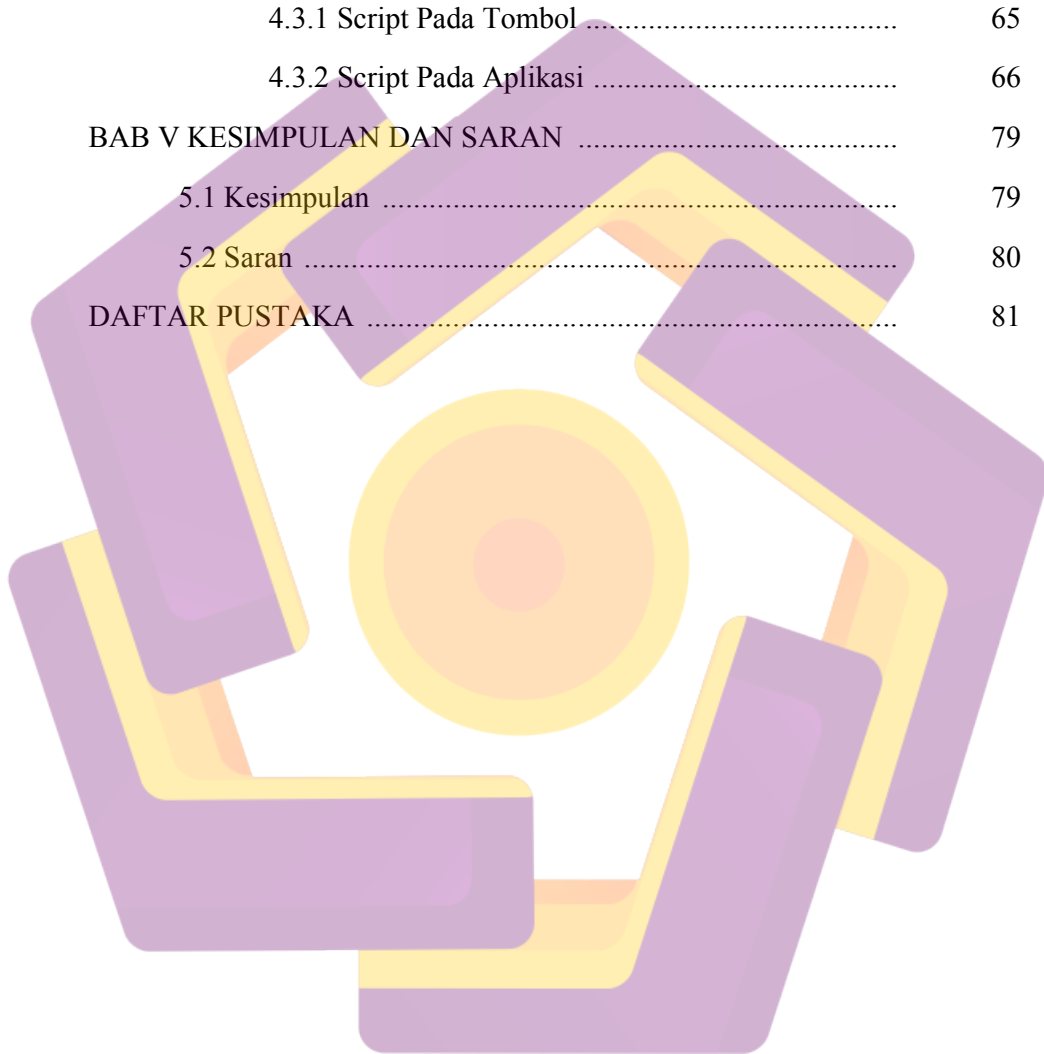 4.3.1 Script Pada Tombol ........................................ 65
4.3.2 Script Pada Aplikasi ....................................... 66
BAB V KESIMPULAN DAN SARAN ......................................... 79
5.1 Kesimpulan .................................................................... 79
5.2 Saran .............................................................................. 80
DAFTAR PUSTAKA ...................................................................... 81